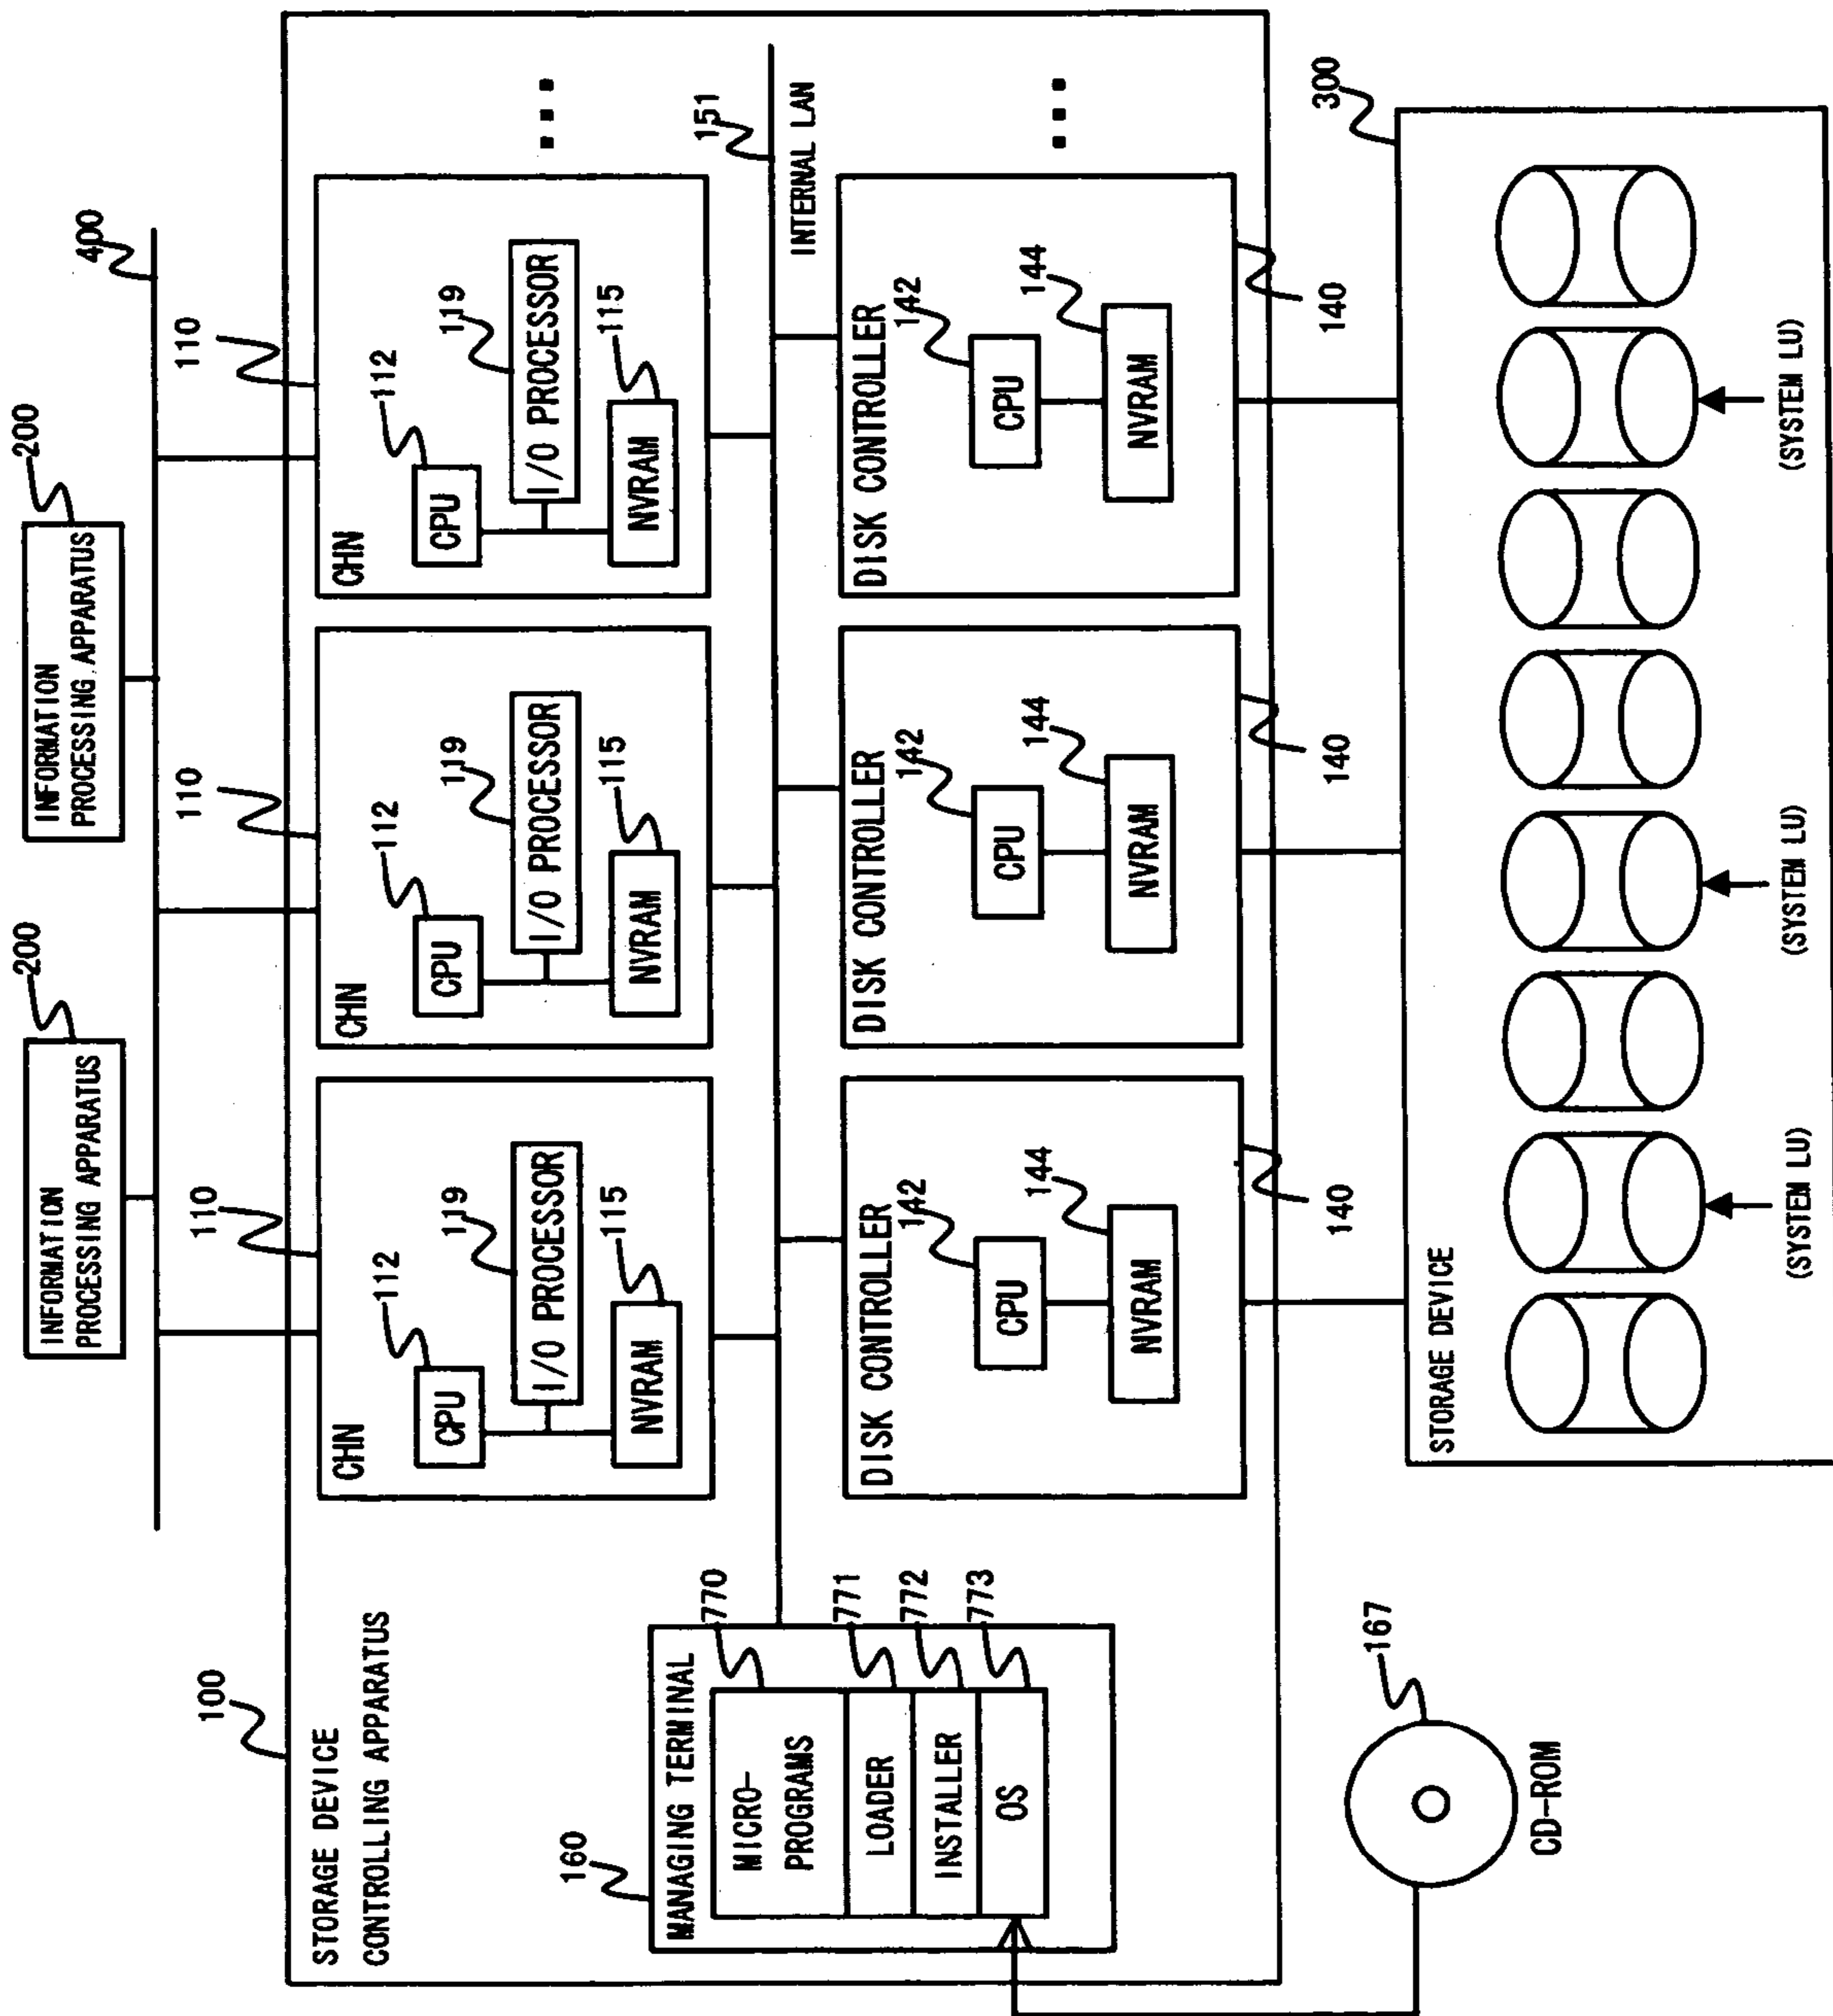 200
200
INFORMATION
PROCESSING APPARATUS
INFORMATION
PROCESSING APPARATUS
400
100
110
110
110
STORAGE DEVICE
CONTROLLING APPARATUS
CHN
112
CPU
119
I/O PROCESSOR
115
NVRAM
CHN
112
CPU
119
I/O PROCESSOR
115
NVRAM
CHN
112
CPU
119
I/O PROCESSOR
115
NVRAM
...
151
INTERNAL LAN
160
MANAGING TERMINAL
MICRO-
PROGRAMS
770
LOADER
771
INSTALLER
772
OS
773
DISK CONTROLLER
142
CPU
144
NVRAM
140
DISK CONTROLLER
142
CPU
144
NVRAM
140
DISK CONTROLLER
142
CPU
144
NVRAM
140
...
167
CD-ROM
300
STORAGE DEVICE
(SYSTEM LU)
(SYSTEM LU)
(SYSTEM LU)